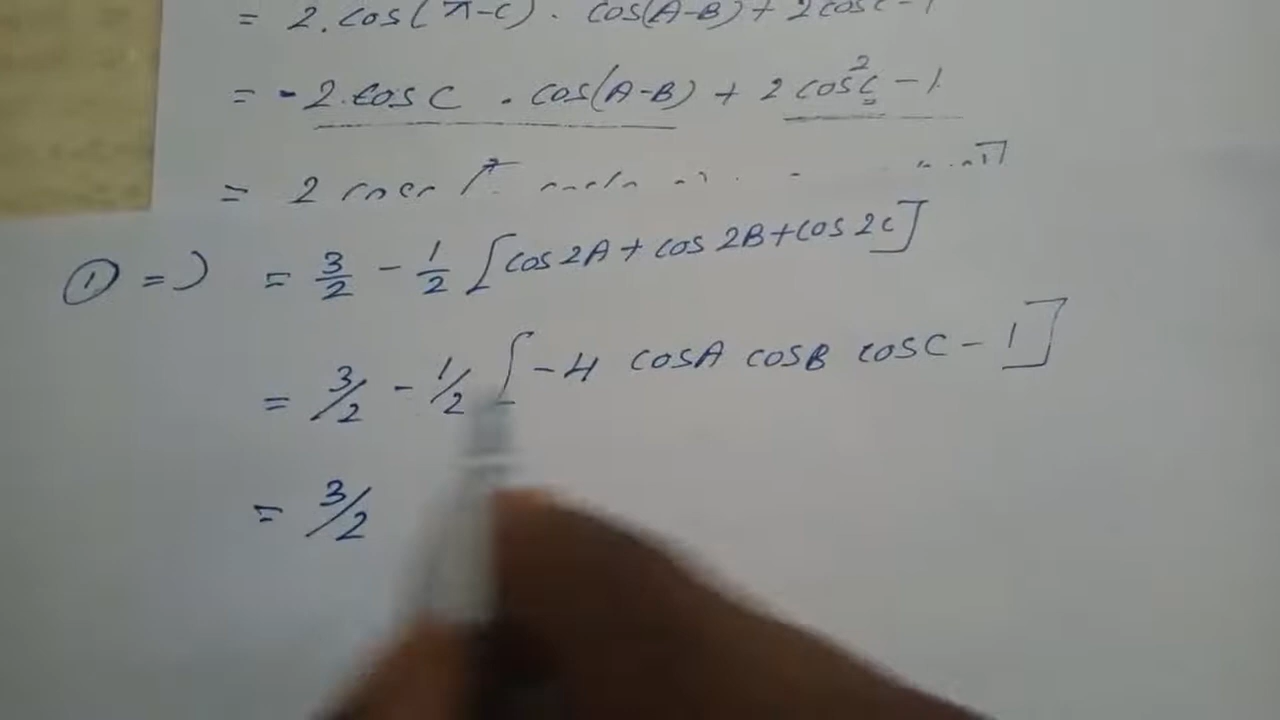 = 2.cos(π-C) . cos(A-B) + 2cos²C - 1
= -2.cosC . cos(A-B) + 2cos²C - 1.
= 2
① => = 3/2 - 1/2 [cos2A + cos2B + cos2C]
= 3/2 - 1/2 [-4 cosA cosB cosC - 1]
= 3/2